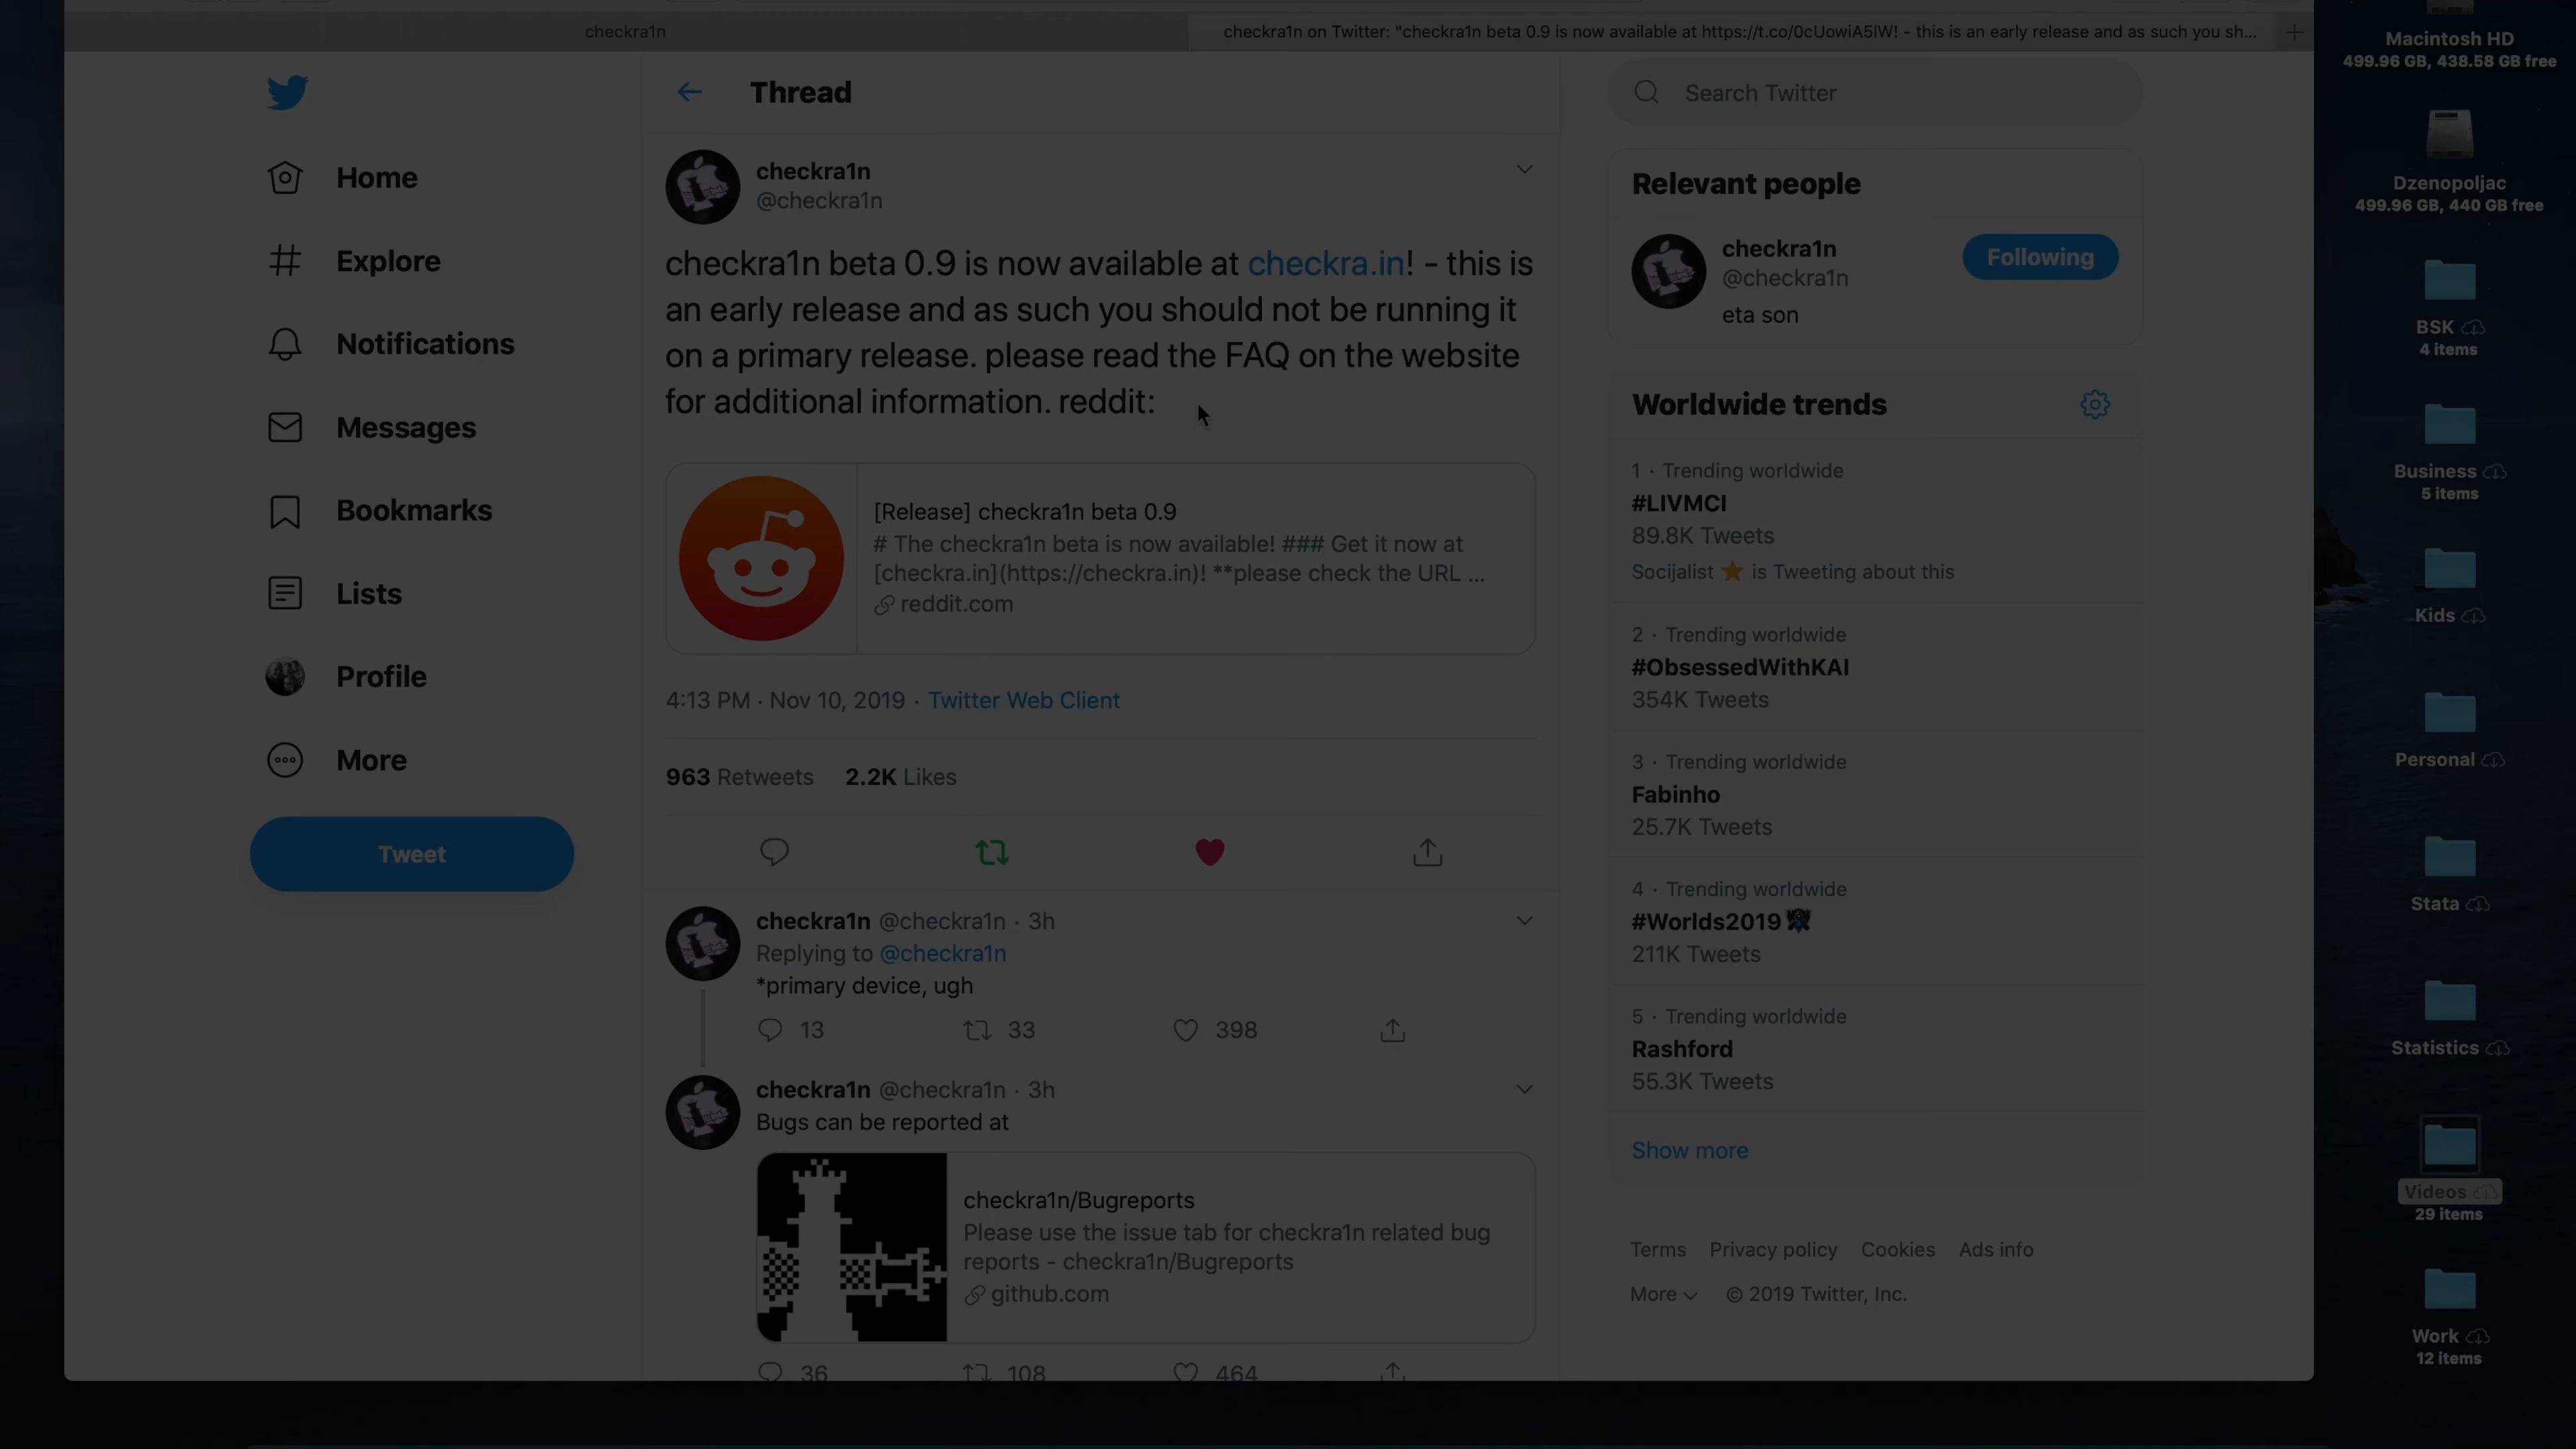 checkra1n
checkra1n on Twitter: "checkra1n beta 0.9 is now available at https://t.co/0cUowiA5lW! - this is an early release and as such you sh...
Home
Explore
Notifications
Messages
Bookmarks
Lists
Profile
More
Tweet
Thread
checkra1n
@checkra1n
checkra1n beta 0.9 is now available at checkra.in! - this is
an early release and as such you should not be running it
on a primary release. please read the FAQ on the website
for additional information. reddit:
[Release] checkra1n beta 0.9
# The checkra1n beta is now available! ### Get it now at
[checkra.in](https://checkra.in)! **please check the URL ...
reddit.com
4:13 PM · Nov 10, 2019 · Twitter Web Client
963 Retweets 2.2K Likes
checkra1n @checkra1n · 3h
Replying to @checkra1n
*primary device, ugh
13 33 398
checkra1n @checkra1n · 3h
Bugs can be reported at
checkra1n/Bugreports
Please use the issue tab for checkra1n related bug
reports - checkra1n/Bugreports
github.com
36 108 464
Search Twitter
Relevant people
checkra1n
@checkra1n
Following
eta son
Worldwide trends
1 · Trending worldwide
#LIVMCI
89.8K Tweets
Socijalist ⭐ is Tweeting about this
2 · Trending worldwide
#ObsessedWithKAI
354K Tweets
3 · Trending worldwide
Fabinho
25.7K Tweets
4 · Trending worldwide
#Worlds2019
211K Tweets
5 · Trending worldwide
Rashford
55.3K Tweets
Show more
Terms Privacy policy Cookies Ads info
More © 2019 Twitter, Inc.
Macintosh HD
499.96 GB, 438.58 GB free
Dzenopoljac
499.96 GB, 440 GB free
BSK
4 items
Business
5 items
Kids
Personal
Stata
Statistics
Videos
29 items
Work
12 items